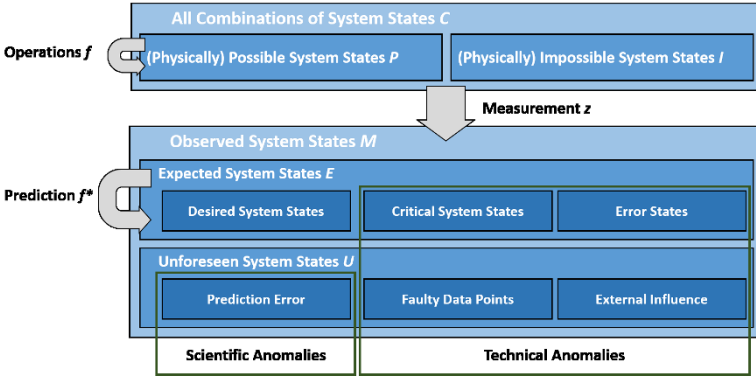 All Combinations of System States C
Operations f
(Physically) Possible System States P
(Physically) Impossible System States I
Measurement z
Observed System States M
Expected System States E
Prediction f*
Desired System States
Critical System States
Error States
Unforeseen System States U
Prediction Error
Faulty Data Points
External Influence
Scientific Anomalies
Technical Anomalies